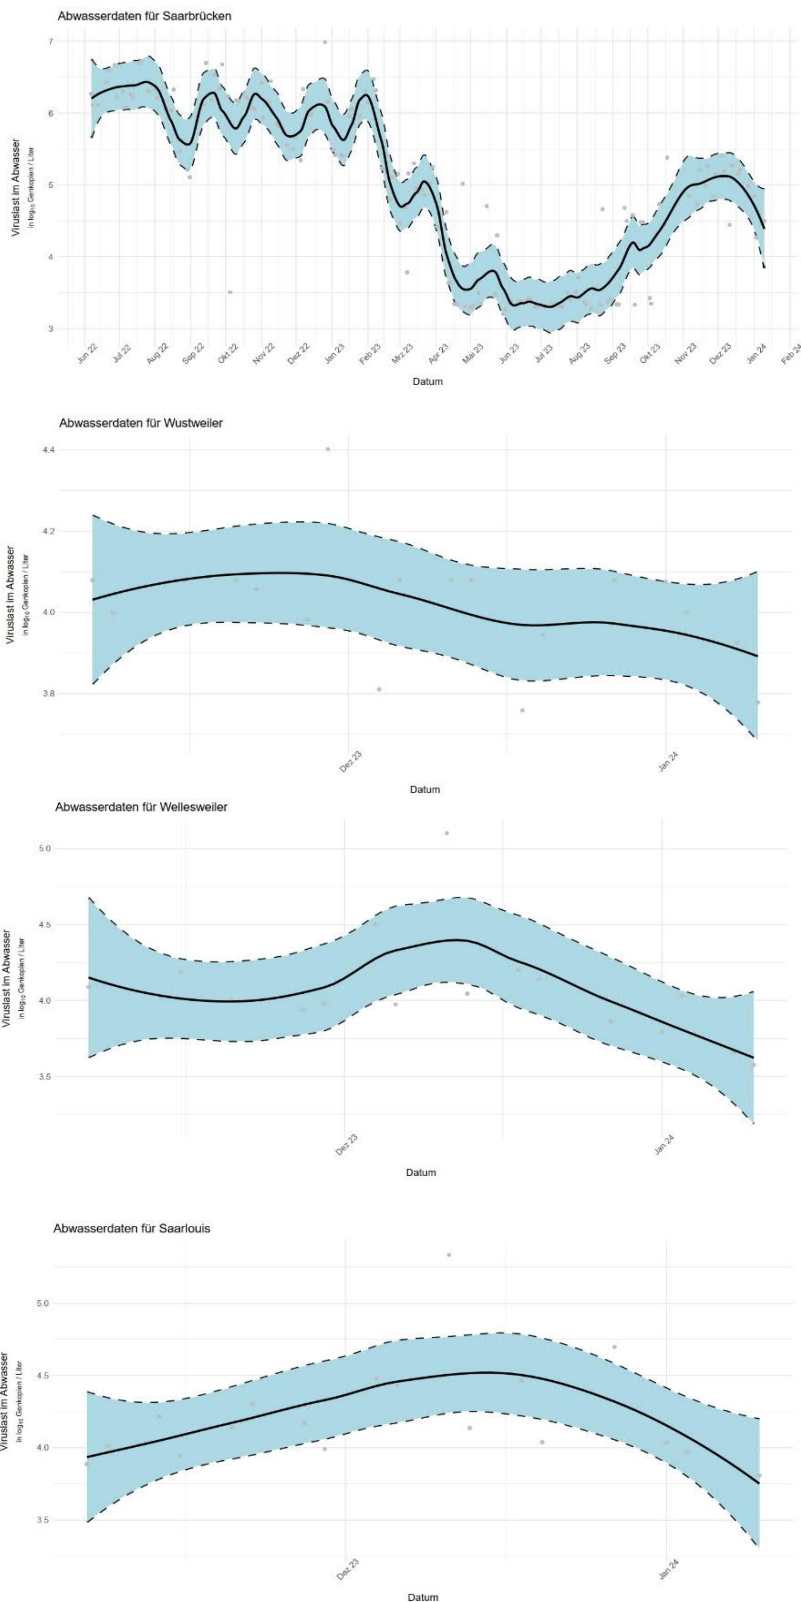 Abwasserdaten für Saarbrücken
7
6
5
4
3
Viruslast im Abwasser
in log₁₀ Genkopien / Liter
Jun 22
Jul 22
Aug 22
Sep 22
Okt 22
Nov 22
Dez 22
Jan 23
Feb 23
Mrz 23
Apr 23
Mai 23
Jun 23
Jul 23
Aug 23
Sep 23
Okt 23
Nov 23
Dez 23
Jan 24
Feb 24
Datum
Abwasserdaten für Wustweiler
4.4
4.2
4.0
3.8
Viruslast im Abwasser
in log₁₀ Genkopien / Liter
Dez 23
Jan 24
Datum
Abwasserdaten für Wellesweiler
5.0
4.5
4.0
3.5
Viruslast im Abwasser
in log₁₀ Genkopien / Liter
Dez 23
Jan 24
Datum
Abwasserdaten für Saarlouis
5.0
4.5
4.0
3.5
Viruslast im Abwasser
in log₁₀ Genkopien / Liter
Dez 23
Jan 24
Datum